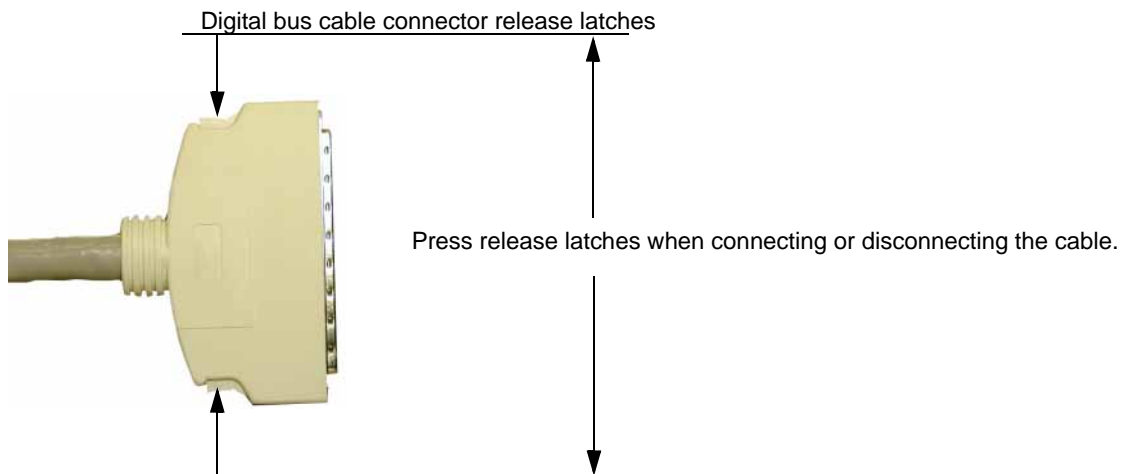 Digital bus cable connector release latches
Press release latches when connecting or disconnecting the cable.